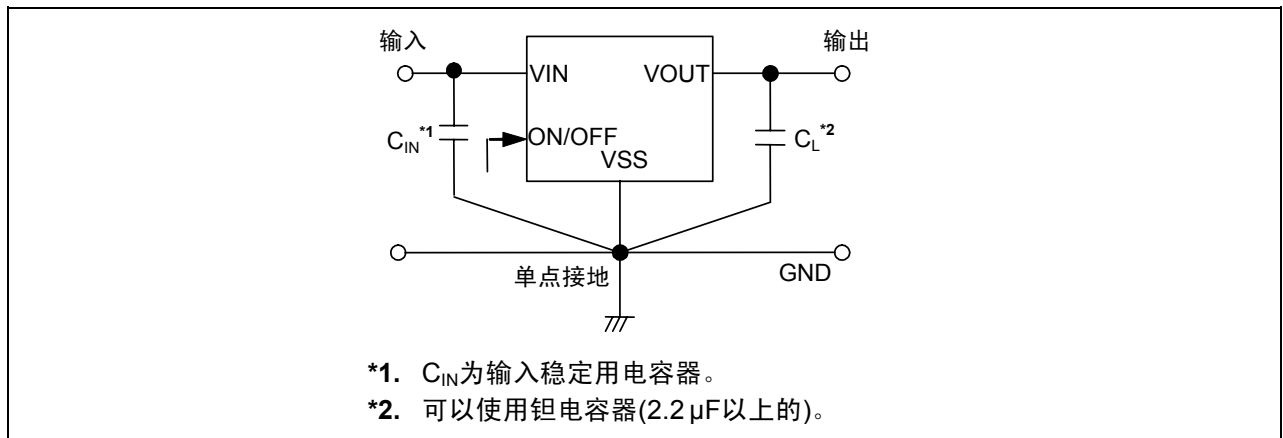 输入
输出
VIN
VOUT
C_IN*1
ON/OFF
C_L*2
VSS
单点接地
GND
*1. C_IN为输入稳定用电容器。
*2. 可以使用钽电容器(2.2 μF以上的)。